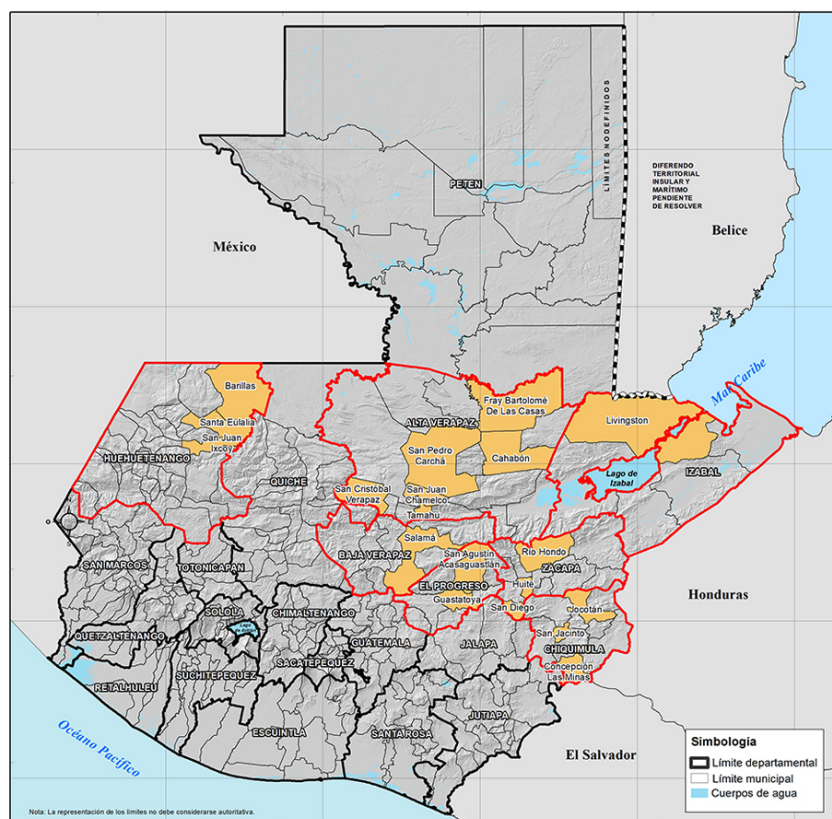 LÍMITES NO DEFINIDOS
DIFERENDO
TERRITORIAL
INSULAR Y
MARÍTIMO
PENDIENTE
DE RESOLVER
PETEN
México
Belice
Mar Caribe
Barillas
Santa Eulalia
San Juan
Ixcoy
HUEHUETENANGO
QUICHE
ALTA VERAPAZ
Fray Bartolomé
De Las Casas
Livingston
San Pedro
Carchá
Cahabón
Lago de
Izabal
IZABAL
San Cristóbal
Verapaz
San Juan
Chamelco
Tamahú
Salamá
BAJA VERAPAZ
San Agustín
Acasaguastlán
Río Hondo
ZACAPA
EL PROGRESO
Huité
Guastatoya
San Diego
Jocotán
San Jacinto
CHIQUIMULA
Concepción
Las Minas
Honduras
SAN MARCOS
TOTONICAPAN
SOLOLA
CHIMALTENANGO
QUETZALTENANGO
GUATEMALA
JALAPA
SACATEPEQUEZ
RETALHULEU
SUCHITEPEQUEZ
ESCUINTLA
SANTA ROSA
JUTIAPA
Océano Pacífico
El Salvador
Simbología
Límite departamental
Límite municipal
Cuerpos de agua
Nota: La representación de los límites no debe considerarse autoritativa.